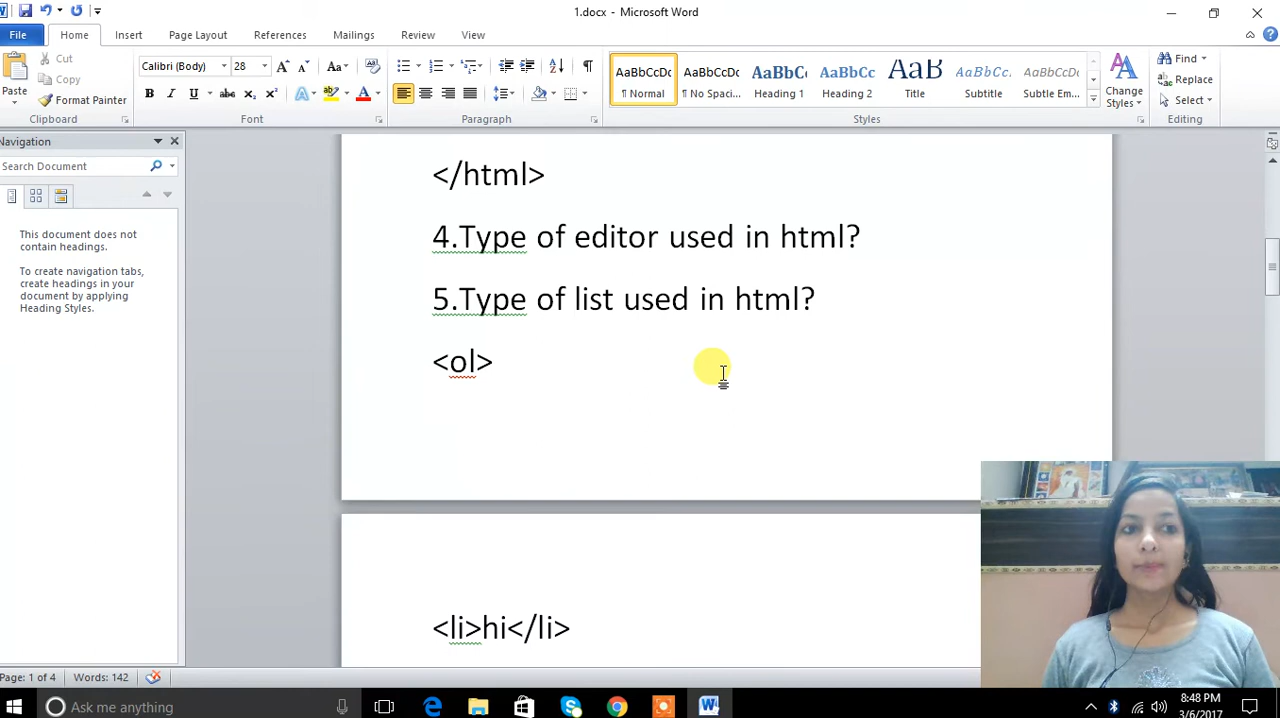 1.docx - Microsoft Word
File Home Insert Page Layout References Mailings Review View
Paste
Cut
Copy
Format Painter
Clipboard
Calibri (Body) 28
Font
Paragraph
AaBbCcDc
¶ Normal
AaBbCcDc
¶ No Spaci...
AaBbCc
Heading 1
AaBbCc
Heading 2
AaB
Title
AaBbCcDc
Subtitle
AaBbCcDc
Subtle Em...
Styles
Change
Styles
Find
Replace
Select
Editing
Navigation
Search Document
This document does not
contain headings.
To create navigation tabs,
create headings in your
document by applying
Heading Styles.
</html>
4.Type of editor used in html?
5.Type of list used in html?
<ol>
<li>hi</li>
Page: 1 of 4 Words: 142
Ask me anything
8:48 PM
3/6/2017